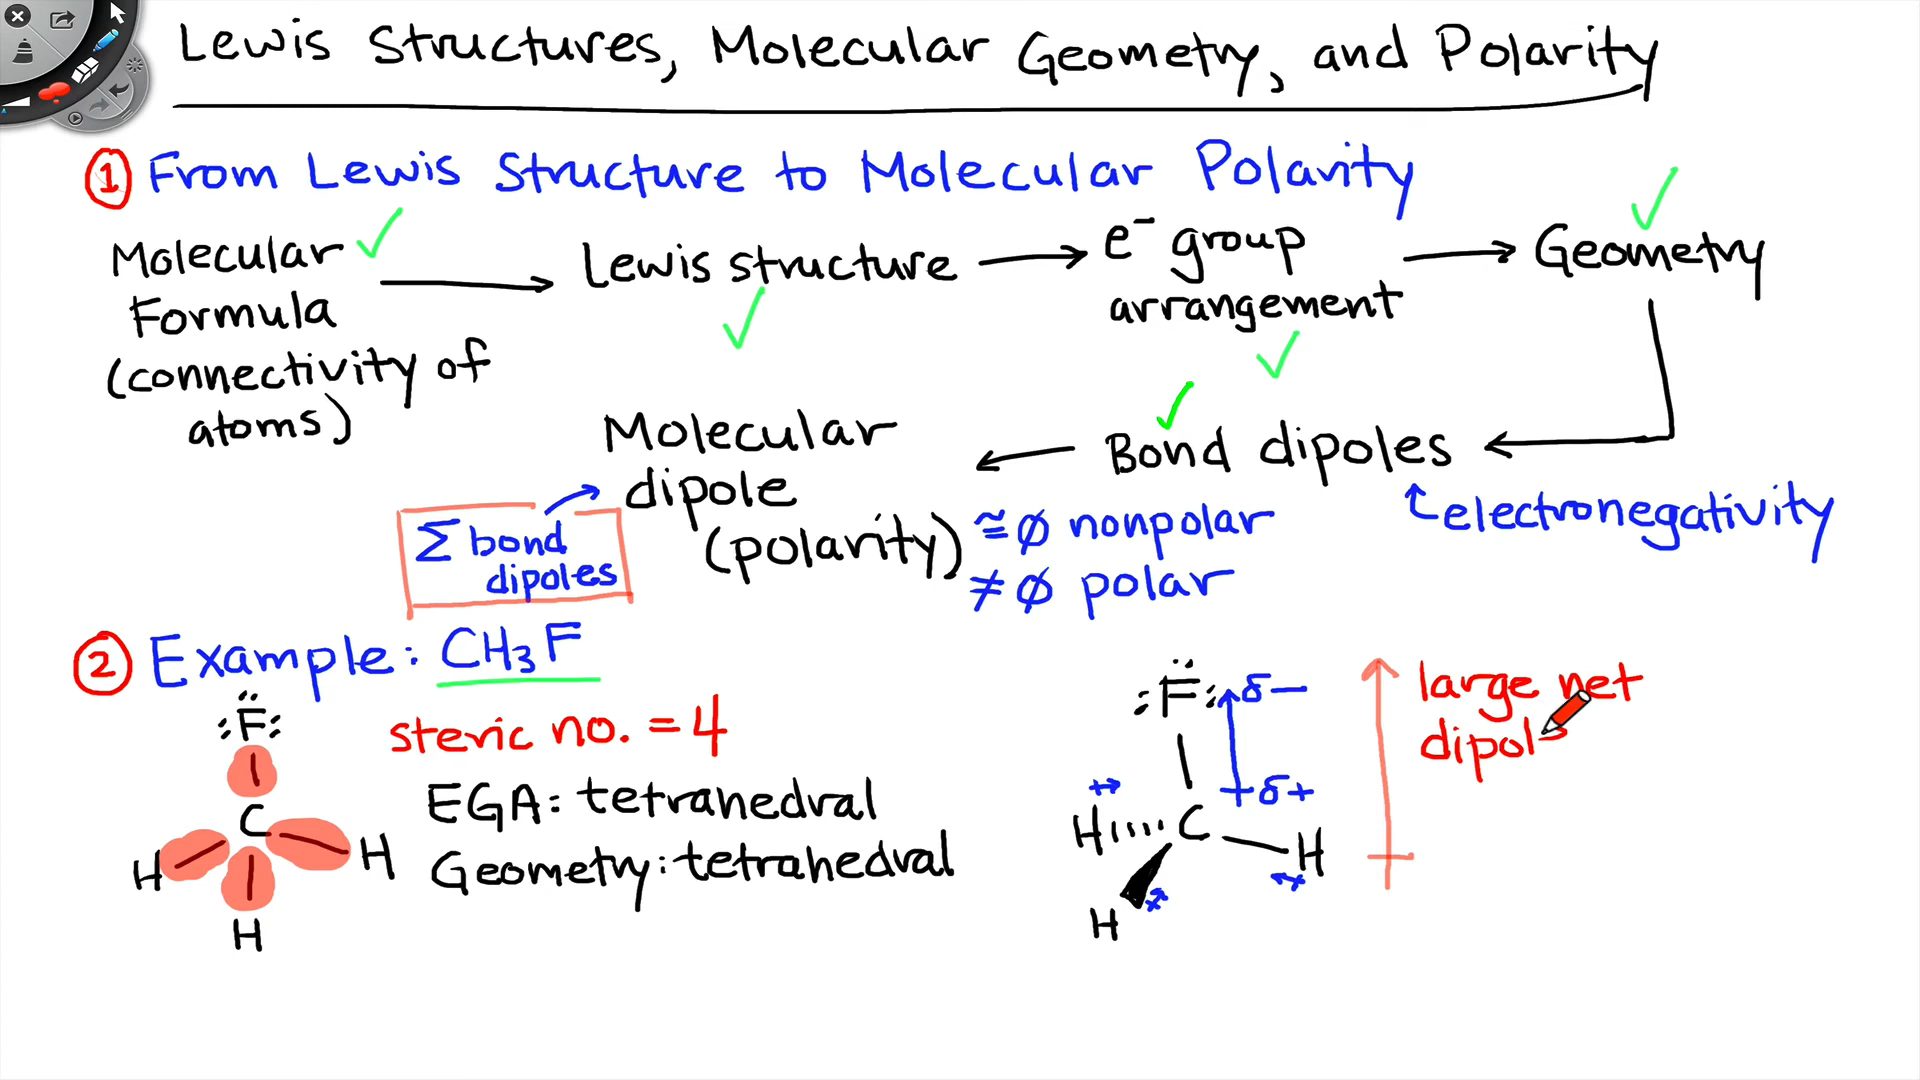 Lewis Structures, Molecular Geometry, and Polarity
① From Lewis Structure to Molecular Polarity
Molecular Formula (connectivity of atoms)
Lewis structure
e⁻ group arrangement
Geometry
Bond dipoles
electronegativity
Molecular dipole (polarity)
Σ bond dipoles
≅ ∅ nonpolar
≠ ∅ polar
② Example: CH₃F
F
C
H
H
H
steric no. = 4
EGA: tetrahedral
Geometry: tetrahedral
F
δ−
δ+
H
C
H
H
large net
dipol